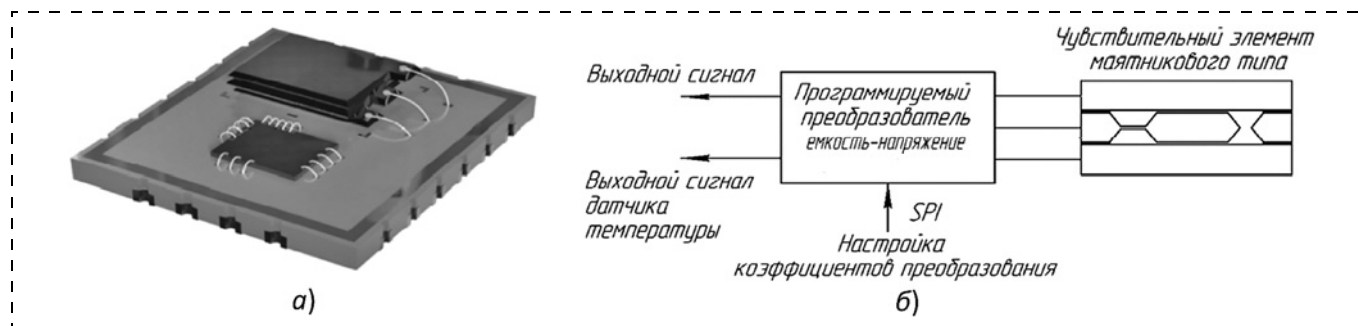 Чувствительный элемент
маятникового типа
Выходной сигнал
Программируемый
преобразователь
емкость-напряжение
Выходной сигнал
датчика
температуры
SPI
Настройка
коэффициентов преобразования
а)
б)